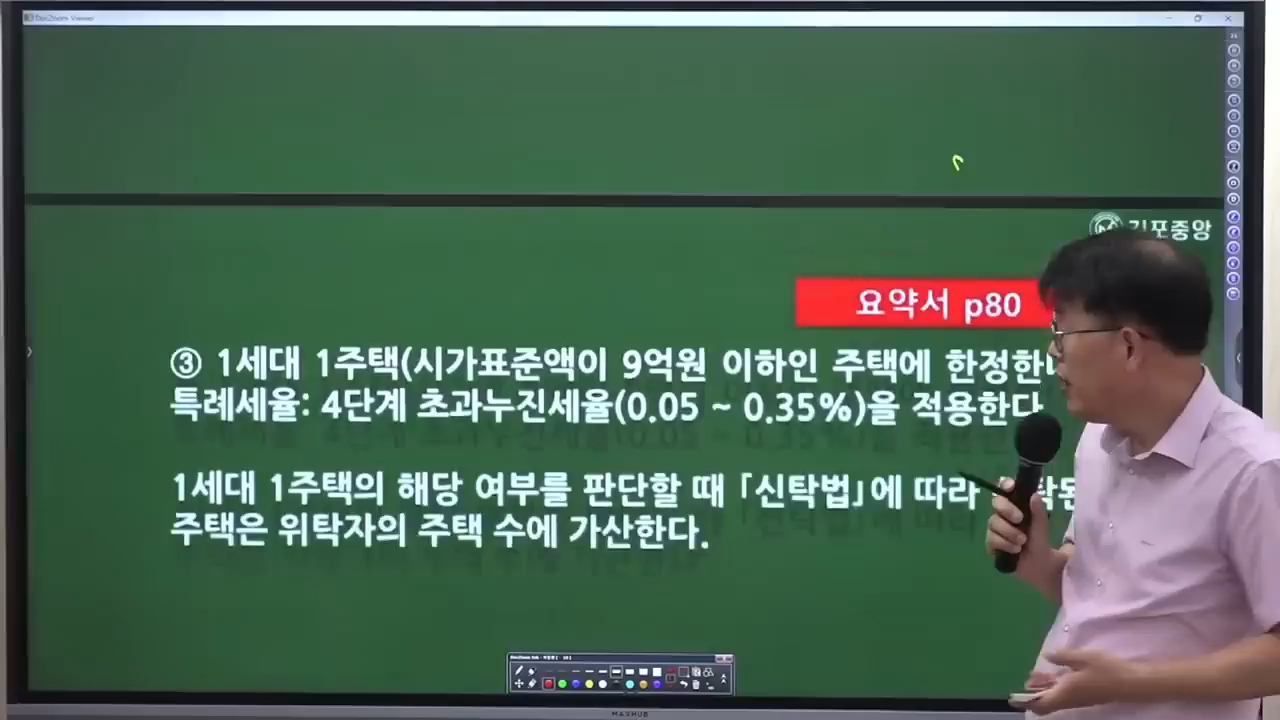 Doc2noom Viewer
김포중앙
요약서 p80
③ 1세대 1주택(시가표준액이 9억원 이하인 주택에 한정한
특례세율: 4단계 초과누진세율(0.05 ~ 0.35%)을 적용한다
1세대 1주택의 해당 여부를 판단할 때 「신탁법」에 따라
주택은 위탁자의 주택 수에 가산한다.
MAXHUB